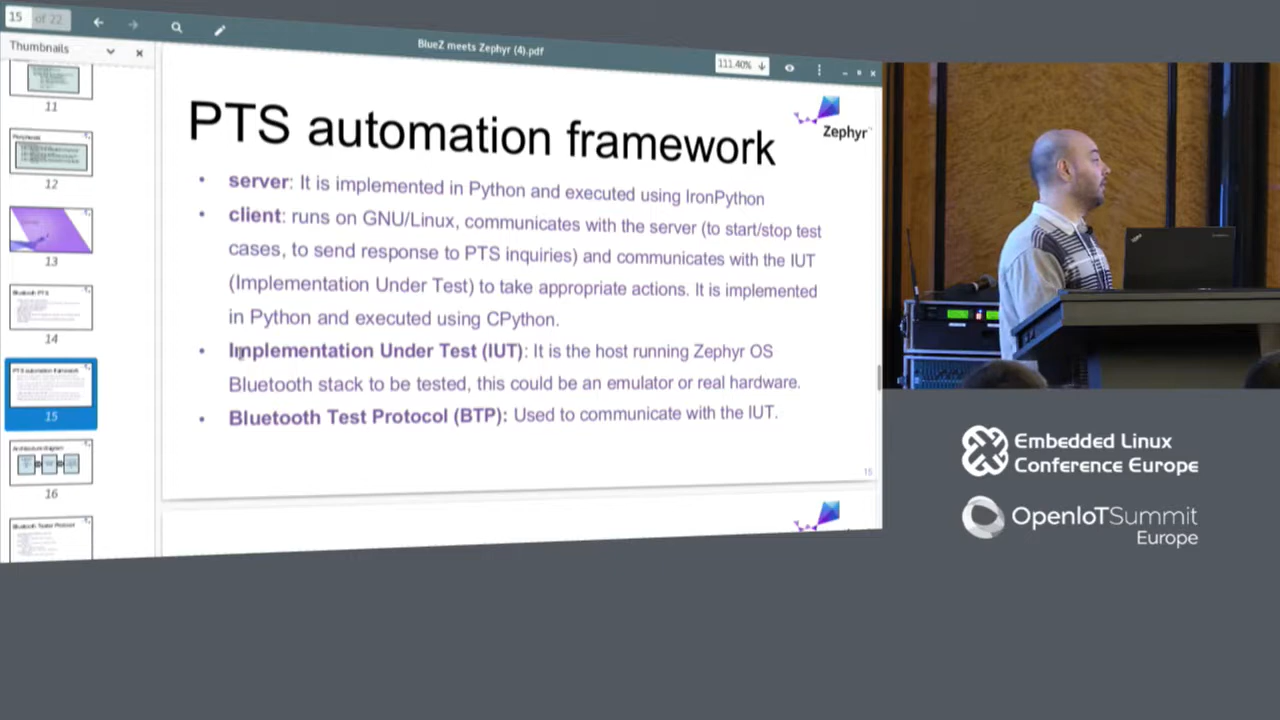 15 of 22
BlueZ meets Zephyr (4).pdf
111.40%
Thumbnails
11
12
13
14
15
16
PTS automation framework
Zephyr
server: It is implemented in Python and executed using IronPython
client: runs on GNU/Linux, communicates with the server (to start/stop test
cases, to send response to PTS inquiries) and communicates with the IUT
(Implementation Under Test) to take appropriate actions. It is implemented
in Python and executed using CPython.
Implementation Under Test (IUT): It is the host running Zephyr OS
Bluetooth stack to be tested, this could be an emulator or real hardware.
Bluetooth Test Protocol (BTP): Used to communicate with the IUT.
15
Embedded Linux
Conference Europe
OpenIoTSummit
Europe